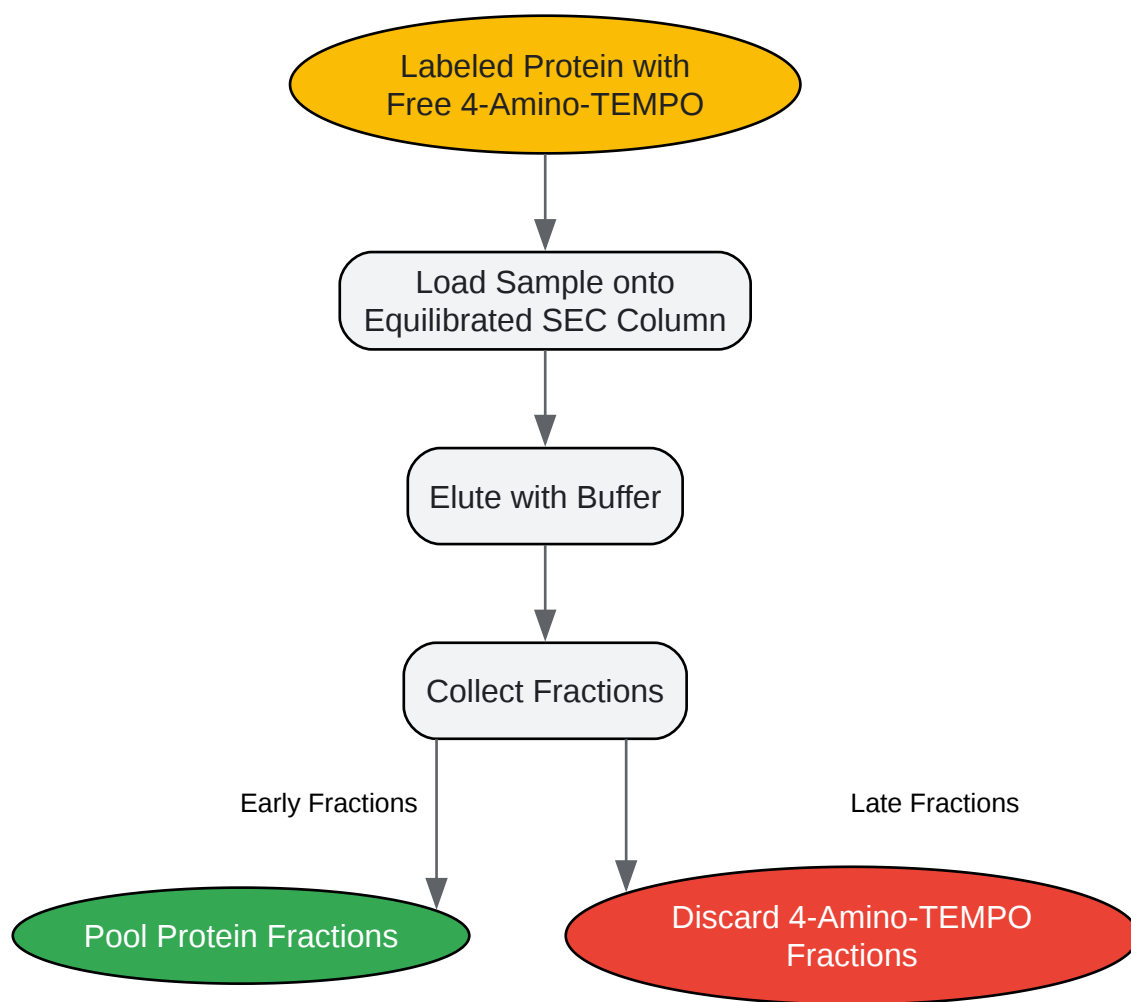 Labeled Protein with
Free 4-Amino-TEMPO
Load Sample onto
Equilibrated SEC Column
Elute with Buffer
Collect Fractions
Early Fractions
Late Fractions
Pool Protein Fractions
Discard 4-Amino-TEMPO
Fractions